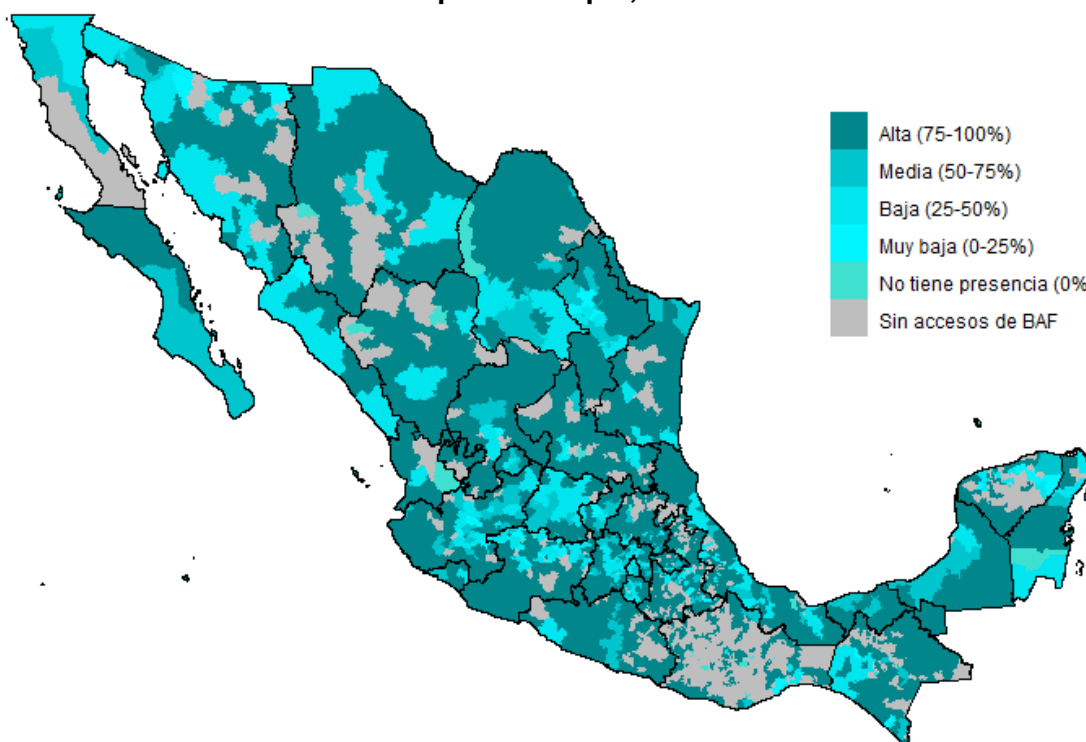 Alta (75-100%)
Media (50-75%)
Baja (25-50%)
Muy baja (0-25%)
No tiene presencia (0%
Sin accesos de BAF